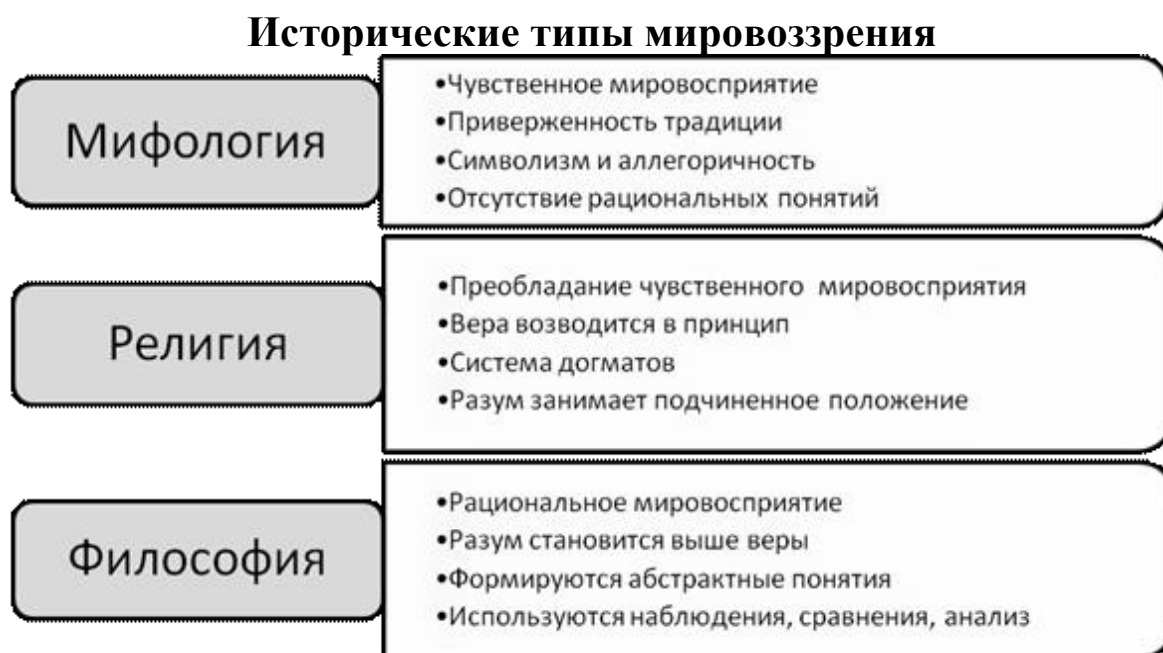 Исторические типы мировоззрения
Мифология
•Чувственное мировосприятие
•Приверженность традиции
•Символизм и аллегоричность
•Отсутствие рациональных понятий
Религия
•Преобладание чувственного мировосприятия
•Вера возводится в принцип
•Система догматов
•Разум занимает подчиненное положение
Философия
•Рациональное мировосприятие
•Разум становится выше веры
•Формируются абстрактные понятия
•Используются наблюдения, сравнения, анализ